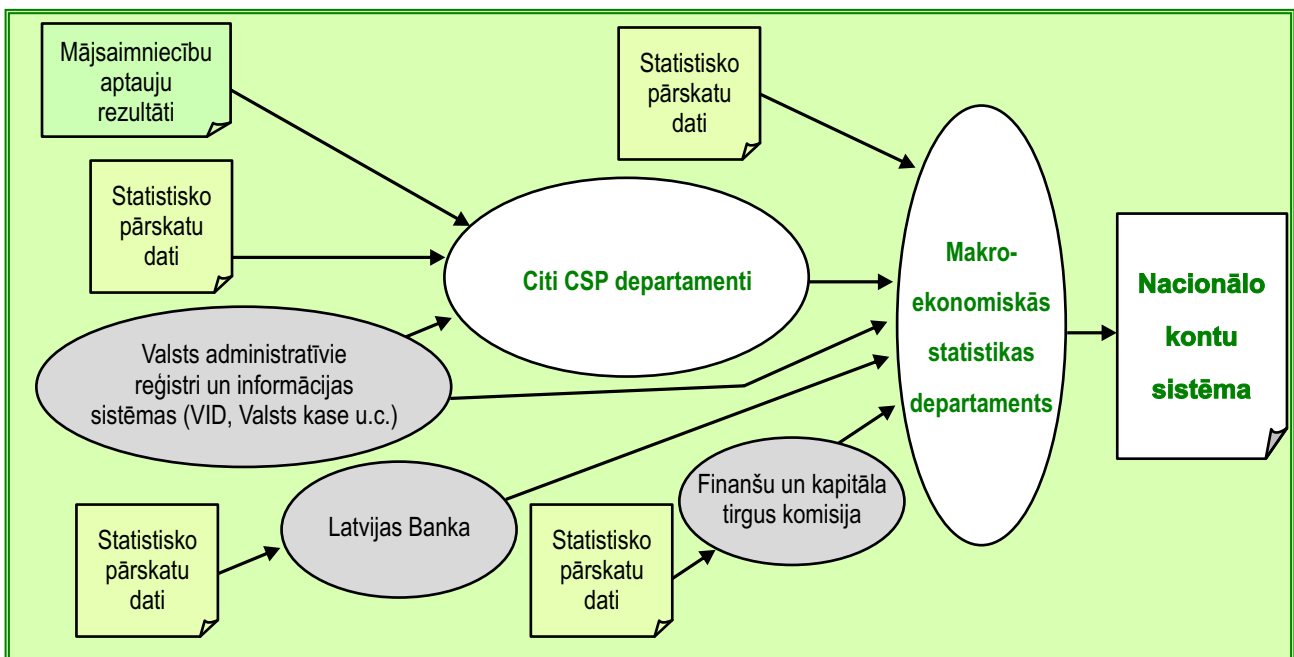 Mājsaimniecību
aptauju
rezultāti
Statistisko
pārskatu
dati
Statistisko
pārskatu
dati
Citi CSP departamenti
Makro-
ekonomiskās
statistikas
departaments
Nacionālo
kontu
sistēma
Valsts administratīvie
reģistri un informācijas
sistēmas (VID, Valsts kase u.c.)
Latvijas Banka
Finanšu un kapitāla
tirgus komisija
Statistisko
pārskatu
dati
Statistisko
pārskatu
dati